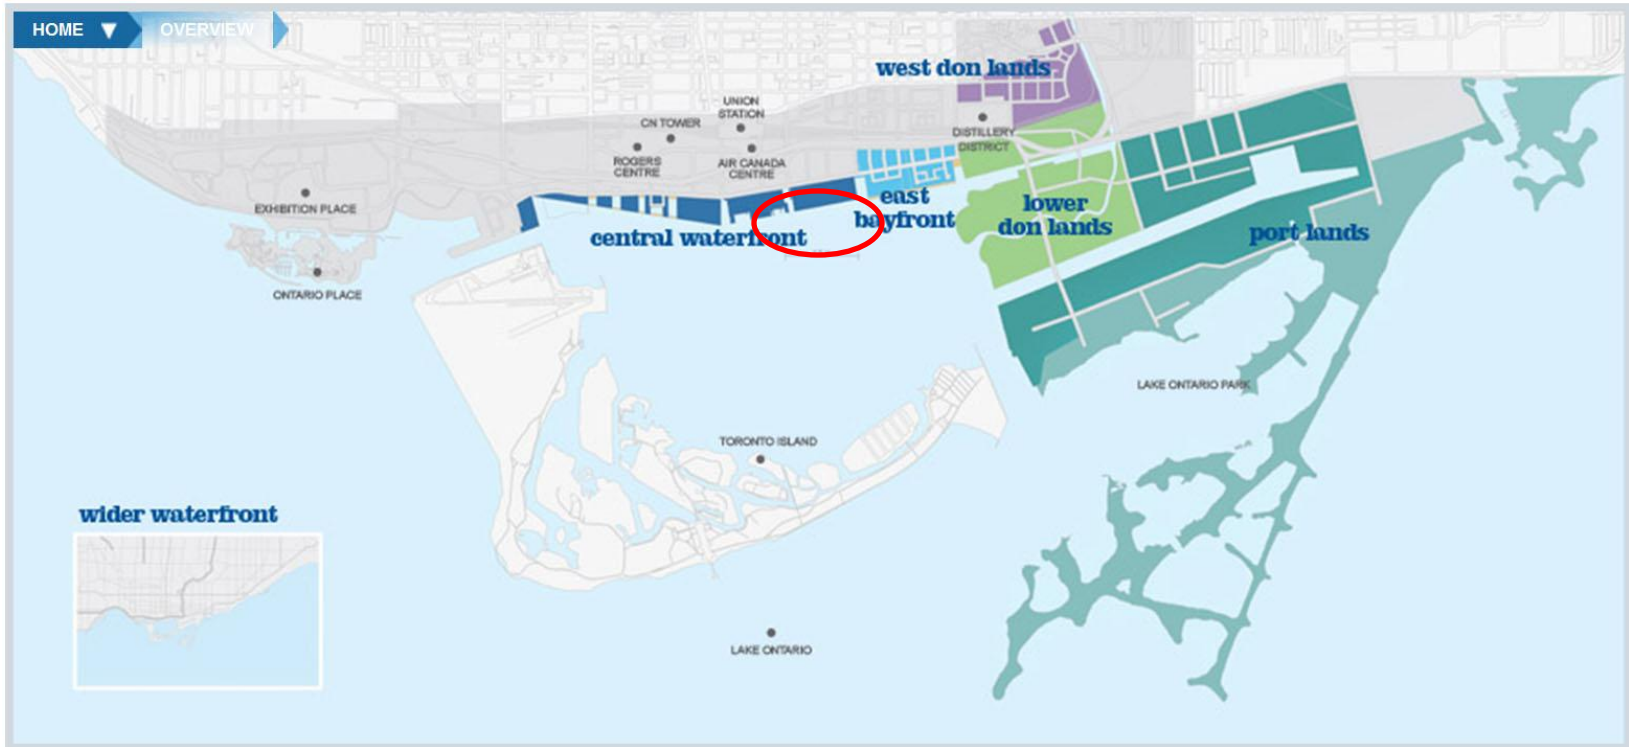 HOME
OVERVIEW
west don lands
UNION
STATION
CN TOWER
ROGERS
CENTRE
AIR CANADA
CENTRE
DISTILLERY
DISTRICT
EXHIBITION PLACE
east
bayfront
lower
don lands
central waterfront
port lands
ONTARIO PLACE
LAKE ONTARIO PARK
TORONTO ISLAND
wider waterfront
LAKE ONTARIO